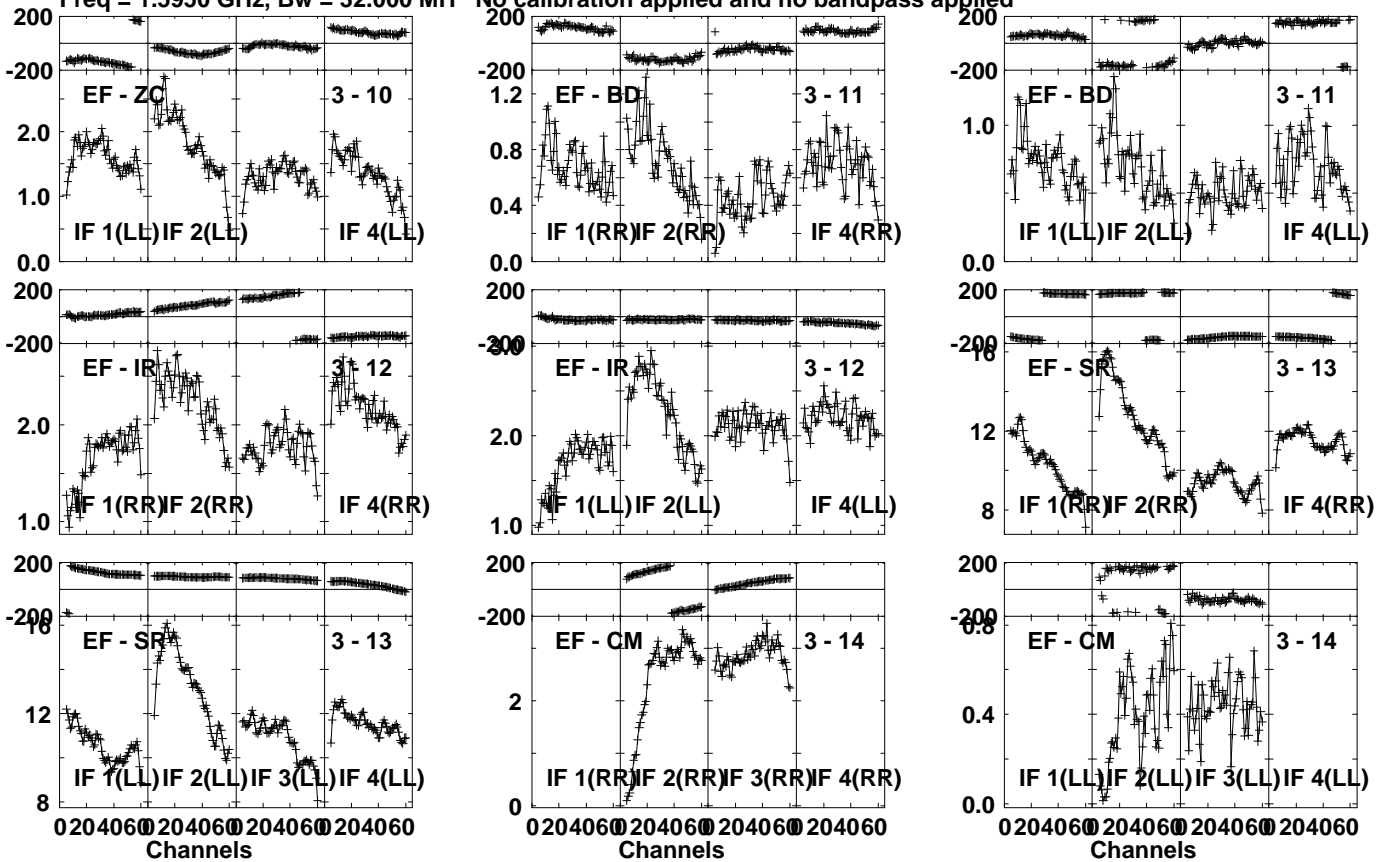 Freq = 1.5950 GHz, Bw = 32.000 MH No calibration applied and no bandpass applied
200
-200
EF - ZC
3 - 10
2.0
1.0
0.0
IF 1(LL)
IF 2(LL)
IF 4(LL)
EF - BD
3 - 11
1.2
0.8
0.4
0.0
IF 1(RR)
IF 2(RR)
IF 4(RR)
200
-200
EF - BD
3 - 11
1.0
0.0
IF 1(LL)
IF 2(LL)
IF 4(LL)
200
-200
EF - IR
3 - 12
2.0
1.0
IF 1(RR)
IF 2(RR)
IF 4(RR)
200
-200
3.0
EF - IR
3 - 12
2.0
1.0
IF 1(LL)
IF 2(LL)
IF 4(LL)
200
-200
16
EF - SR
3 - 13
12
8
IF 1(RR)
IF 2(RR)
IF 4(RR)
200
-200
16
EF - SR
3 - 13
12
8
IF 1(LL)
IF 2(LL)
IF 3(LL)
IF 4(LL)
0 20 40 60 0 20 40 60 0 20 40 60 0 20 40 60
Channels
200
-200
EF - CM
3 - 14
2
0
IF 1(RR)
IF 2(RR)
IF 3(RR)
IF 4(RR)
0 20 40 60 0 20 40 60 0 20 40 60 0 20 40 60
Channels
200
-200
0.8
EF - CM
3 - 14
0.4
0.0
IF 1(LL)
IF 2(LL)
IF 3(LL)
IF 4(LL)
0 20 40 60 0 20 40 60 0 20 40 60 0 20 40 60
Channels